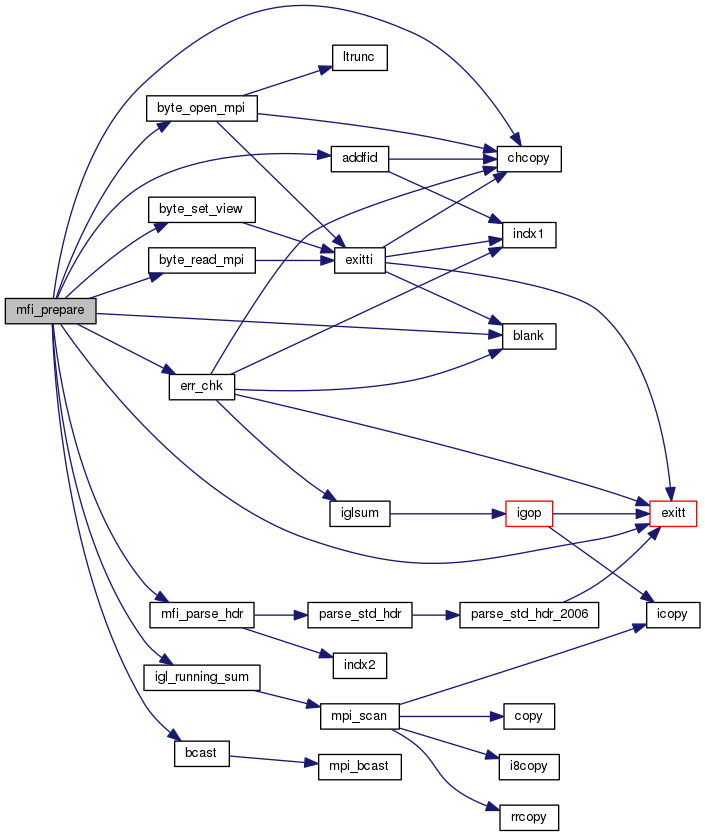 ltrunc
byte_open_mpi
addfid
chcopy
byte_set_view
indx1
byte_read_mpi
exitti
mfi_prepare
blank
err_chk
iglsum
igop
exitt
mfi_parse_hdr
parse_std_hdr
parse_std_hdr_2006
icopy
indx2
igl_running_sum
mpi_scan
copy
bcast
mpi_bcast
i8copy
rrcopy